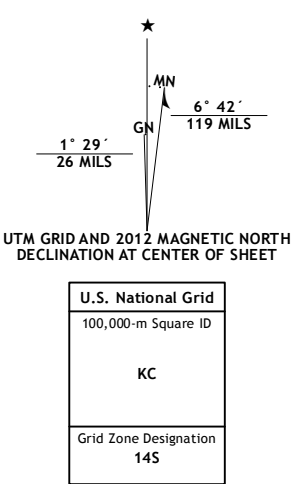 ★
MN
GN
6° 42´
119 MILS
1° 29´
26 MILS
UTM GRID AND 2012 MAGNETIC NORTH
DECLINATION AT CENTER OF SHEET
U.S. National Grid
100,000-m Square ID
KC
Grid Zone Designation
14S